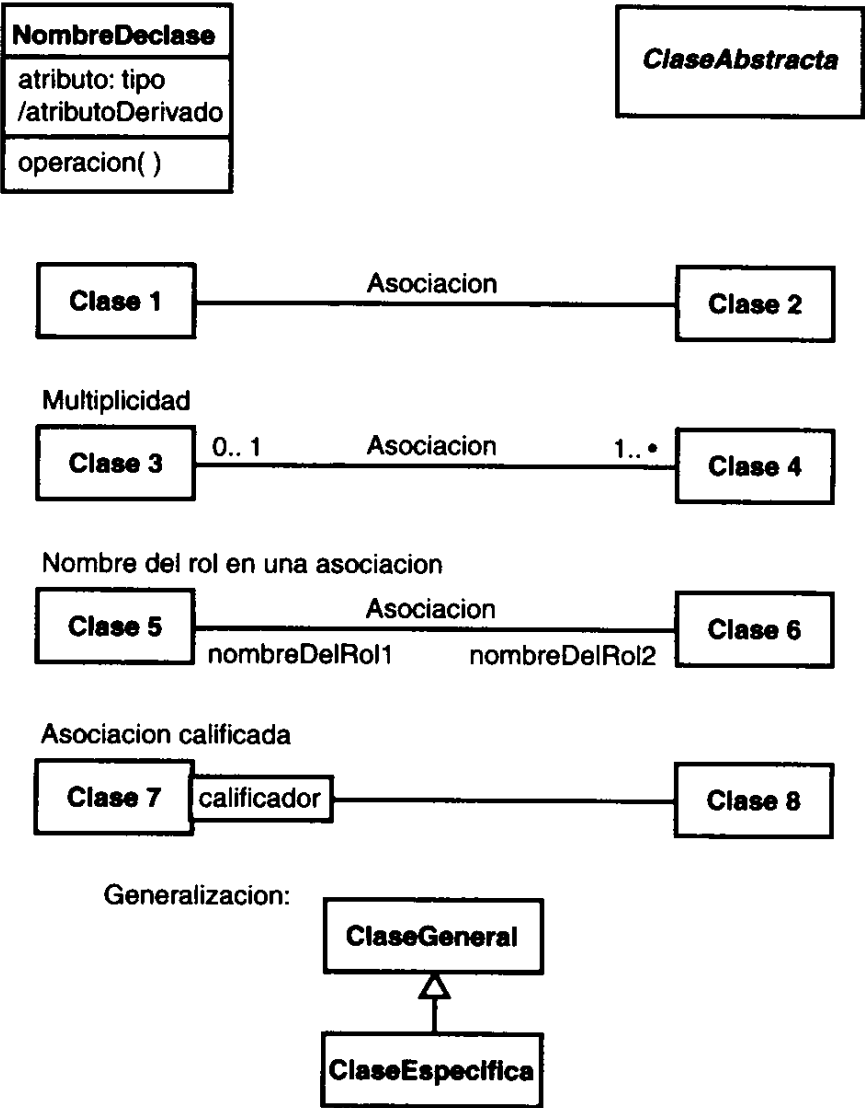 NombreDeclase
atributo: tipo
/atributoDerivado
operacion( )
ClaseAbstracta
Clase 1
Asociacion
Clase 2
Multiplicidad
Clase 3
0.. 1
Asociacion
1.. •
Clase 4
Nombre del rol en una asociacion
Clase 5
Asociacion
Clase 6
nombreDelRol1
nombreDelRol2
Asociacion calificada
Clase 7
calificador
Clase 8
Generalizacion:
ClaseGeneral
ClaseEspecifica